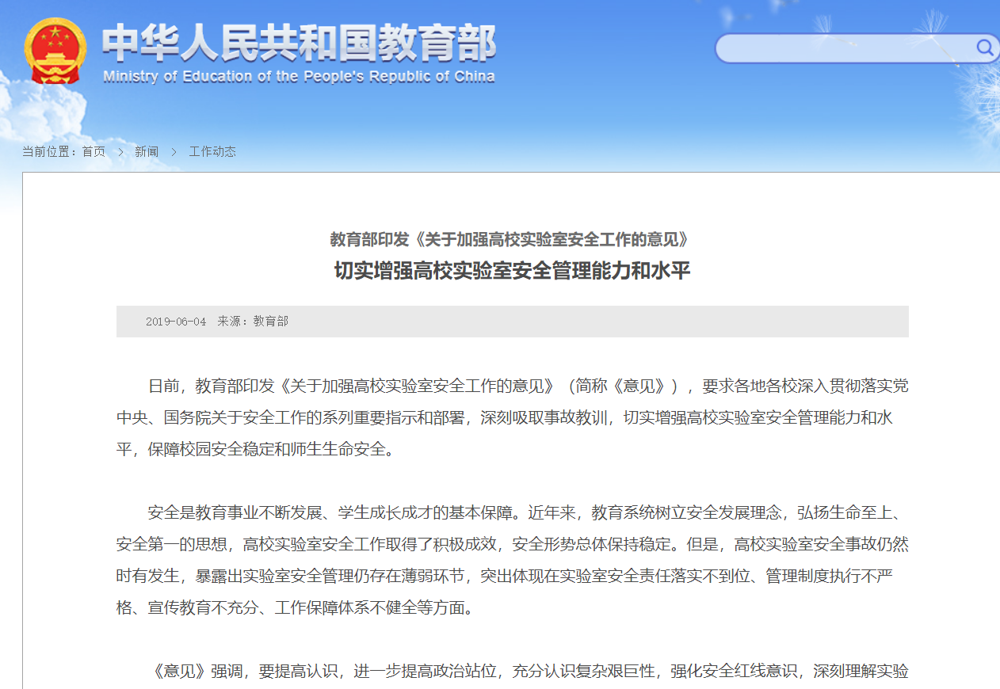 中华人民共和国教育部
Ministry of Education of the People's Republic of China
当前位置：首页 > 新闻 > 工作动态
教育部印发《关于加强高校实验室安全工作的意见》
切实增强高校实验室安全管理能力和水平
2019-06-04 来源：教育部
日前，教育部印发《关于加强高校实验室安全工作的意见》（简称《意见》），要求各地各校深入贯彻落实党
中央、国务院关于安全工作的系列重要指示和部署，深刻吸取事故教训，切实增强高校实验室安全管理能力和水
平，保障校园安全稳定和师生生命安全。
安全是教育事业不断发展、学生成长成才的基本保障。近年来，教育系统树立安全发展理念，弘扬生命至上、
安全第一的思想，高校实验室安全工作取得了积极成效，安全形势总体保持稳定。但是，高校实验室安全事故仍然
时有发生，暴露出实验室安全管理仍存在薄弱环节，突出体现在实验室安全责任落实不到位、管理制度执行不严
格、宣传教育不充分、工作保障体系不健全等方面。
《意见》强调，要提高认识，进一步提高政治站位，充分认识复杂艰巨性，强化安全红线意识，深刻理解实验